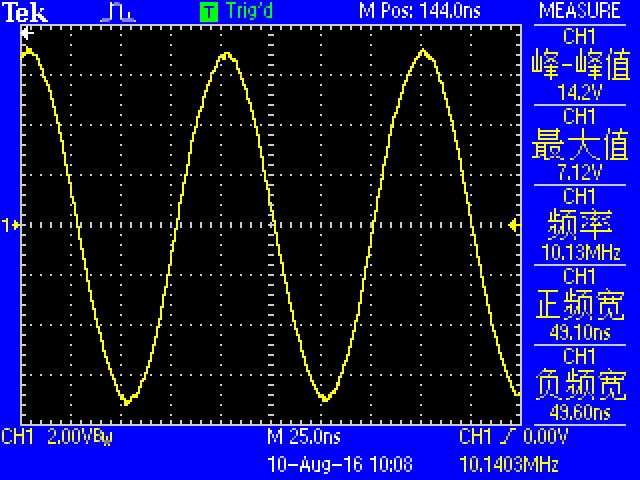 Tek T Trig'd M Pos: 144.0ns MEASURE
CH1
峰-峰值
14.2V
CH1
最大值
7.12V
CH1
频率
10.13MHz
CH1
正频宽
49.10ns
CH1
负频宽
49.60ns
1
CH1 2.00VBw M 25.0ns CH1 0.00V
10-Aug-16 10:08 10.1403MHz